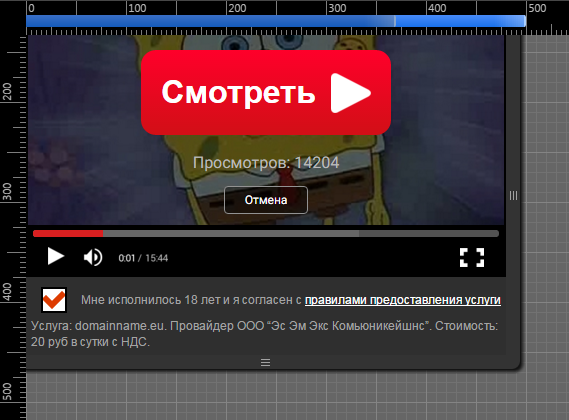 0 100 200 300 400 500
200
300
400
500
Смотреть
Просмотров: 14204
Отмена
0:01 / 15:44
Мне исполнилось 18 лет и я согласен с правилами предоставления услуги
Услуга: domainname.eu. Провайдер ООО “Эс Эм Экс Комьюникейшнс”. Стоимость:
20 руб в сутки с НДС.